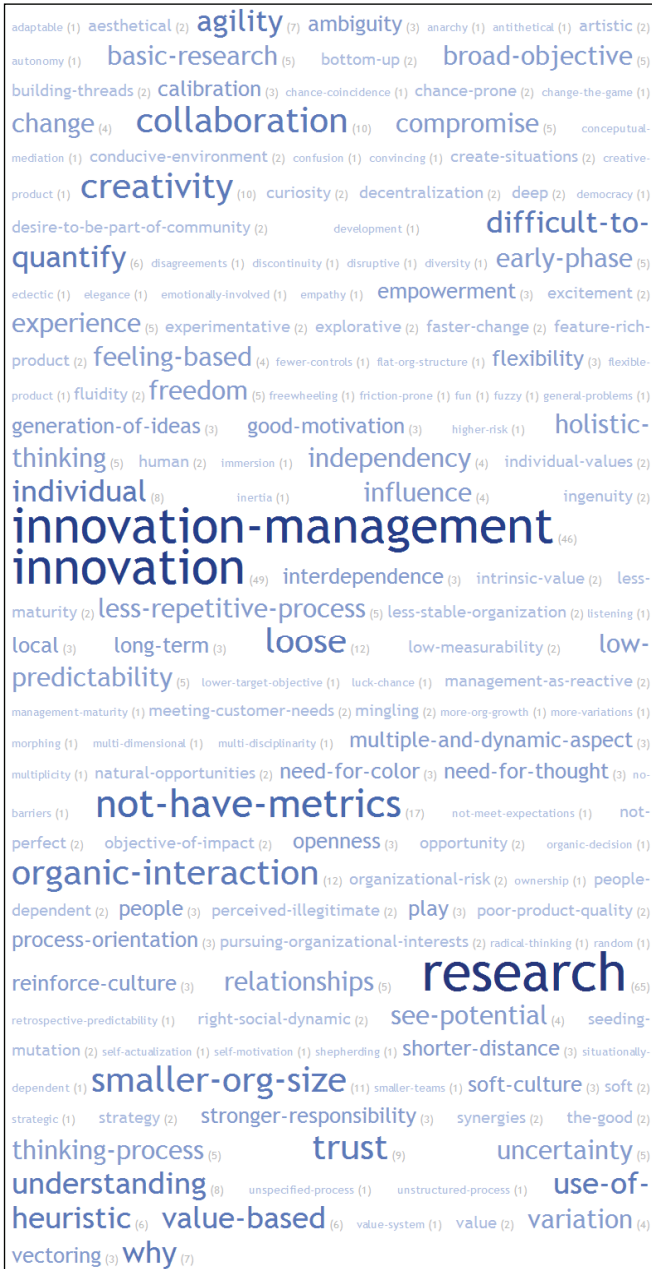 adaptable (1) aesthetical (2) agility (7) ambiguity (3) anarchy (1) antithetical (1) artistic (2)
autonomy (1) basic-research (5) bottom-up (2) broad-objective (5)
building-threads (2) calibration (3) chance-coincidence (1) chance-prone (2) change-the-game (1)
change (4) collaboration (10) compromise (5) conceputual-
mediation (1) conducive-environment (2) confusion (1) convincing (1) create-situations (2) creative-
product (1) creativity (10) curiosity (2) decentralization (2) deep (2) democracy (1)
desire-to-be-part-of-community (2) development (1) difficult-to-
quantify (6) disagreements (1) discontinuity (1) disruptive (1) diversity (1) early-phase (5)
eclectic (1) elegance (1) emotionally-involved (1) empathy (1) empowerment (3) excitement (2)
experience (5) experimentative (2) explorative (2) faster-change (2) feature-rich-
product (2) feeling-based (4) fewer-controls (1) flat-org-structure (1) flexibility (3) flexible-
product (1) fluidity (2) freedom (5) freewheeling (1) friction-prone (1) fun (1) fuzzy (1) general-problems (1)
generation-of-ideas (3) good-motivation (3) higher-risk (1) holistic-
thinking (5) human (2) immersion (1) independency (4) individual-values (2)
individual (8) inertia (1) influence (4) ingenuity (2)
innovation-management (46)
innovation (49) interdependence (3) intrinsic-value (2) less-
maturity (2) less-repetitive-process (5) less-stable-organization (2) listening (1)
local (3) long-term (3) loose (12) low-measurability (2) low-
predictability (5) lower-target-objective (1) luck-chance (1) management-as-reactive (2)
management-maturity (1) meeting-customer-needs (2) mingling (2) more-org-growth (1) more-variations (1)
morphing (1) multi-dimensional (1) multi-disciplinarity (1) multiple-and-dynamic-aspect (3)
multiplicity (1) natural-opportunities (2) need-for-color (3) need-for-thought (3) no-
barriers (1) not-have-metrics (17) not-meet-expectations (1) not-
perfect (2) objective-of-impact (2) openness (3) opportunity (2) organic-decision (1)
organic-interaction (12) organizational-risk (2) ownership (1) people-
dependent (2) people (3) perceived-illegitimate (2) play (3) poor-product-quality (2)
process-orientation (3) pursuing-organizational-interests (2) radical-thinking (1) random (1)
reinforce-culture (3) relationships (5) research (65)
retrospective-predictability (1) right-social-dynamic (2) see-potential (4) seeding-
mutation (2) self-actualization (1) self-motivation (1) shepherding (1) shorter-distance (3) situationally-
dependent (1) smaller-org-size (11) smaller-teams (1) soft-culture (3) soft (2)
strategic (1) strategy (2) stronger-responsibility (3) synergies (2) the-good (2)
thinking-process (5) trust (9) uncertainty (5)
understanding (8) unspecified-process (1) unstructured-process (1) use-of-
heuristic (6) value-based (6) value-system (1) value (2) variation (4)
vectoring (3) why (7)